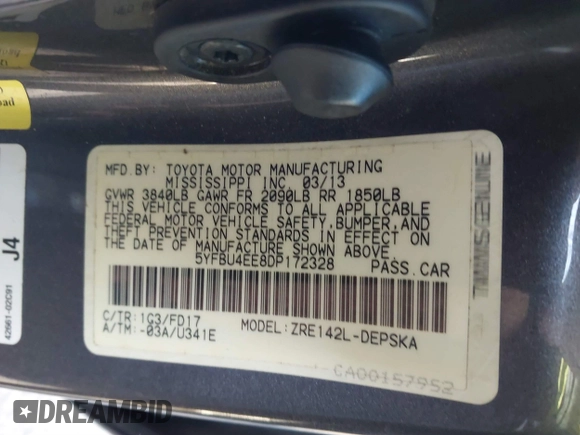 MFD.BY: TOYOTA MOTOR MANUFACTURING
MISSISSIPPI INC. 03/13
GVWR 3840LB GAWR FR 2090LB RR 1850LB
THIS VEHICLE CONFORMS TO ALL APPLICABLE
FEDERAL MOTOR VEHICLE SAFETY,BUMPER,AND
THEFT PREVENTION STANDARDS IN EFFECT ON
THE DATE OF MANUFACTURE SHOWN ABOVE.
5YFBU4EE8DP172328 PASS.CAR
C/TR:1G3/FD17
A/TM:-03A/U341E
MODEL:ZRE142L-DEPSKA
CA00157952
J4
42661-02C91
DREAMBID